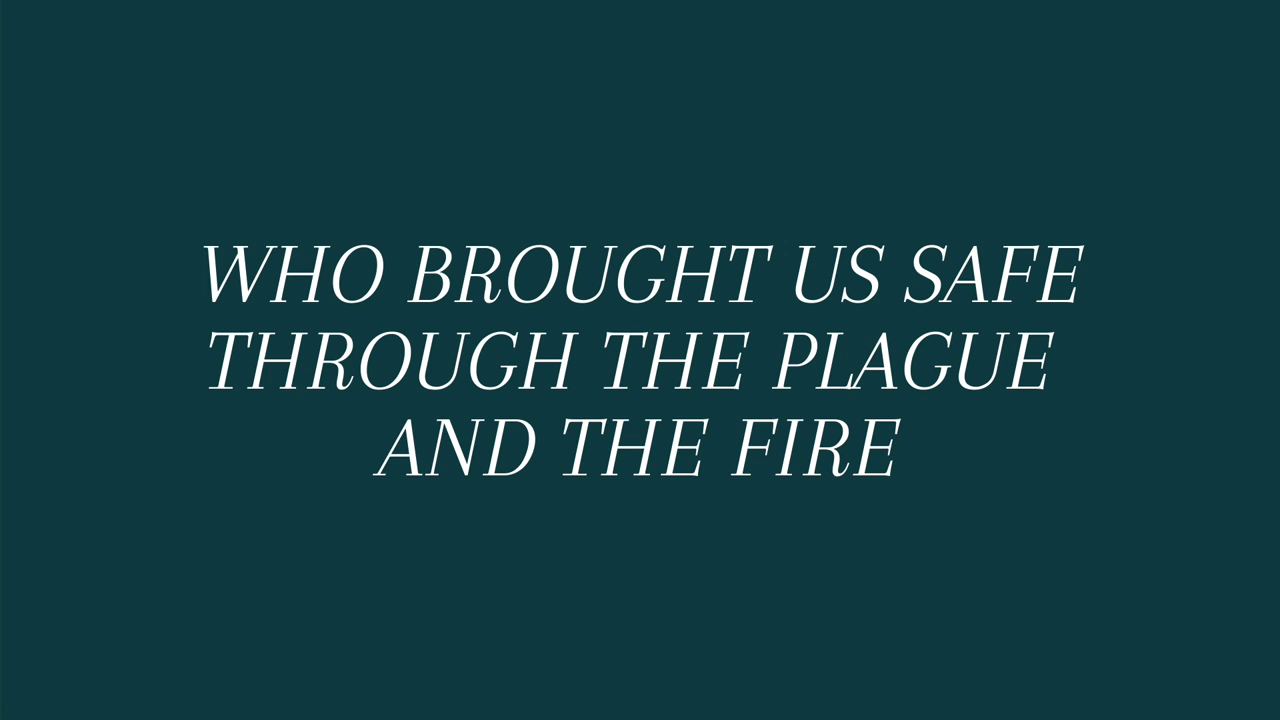 WHO BROUGHT US SAFE
THROUGH THE PLAGUE
AND THE FIRE